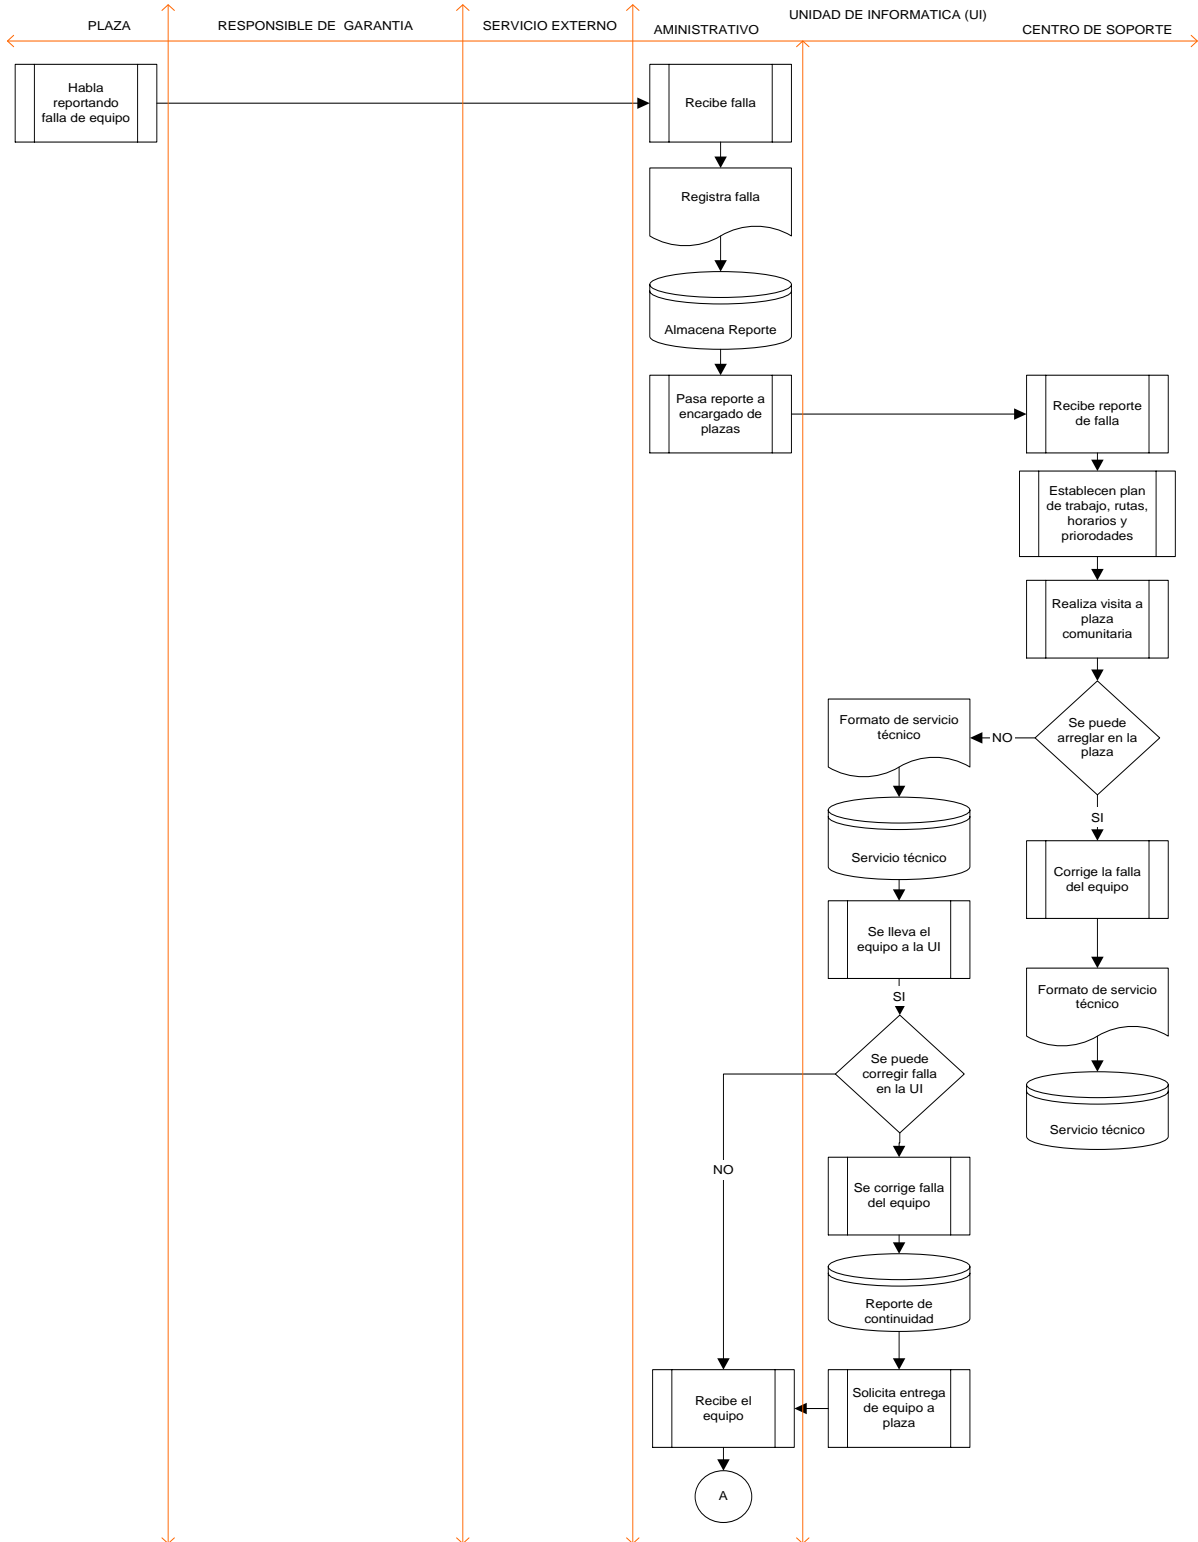 UNIDAD DE INFORMATICA (UI)
PLAZA
RESPONSIBLE DE GARANTIA
SERVICIO EXTERNO
AMINISTRATIVO
CENTRO DE SOPORTE
Habla
reportando
falla de equipo
Recibe falla
Registra falla
Almacena Reporte
Pasa reporte a
encargado de
plazas
Recibe reporte
de falla
Establecen plan
de trabajo, rutas,
horarios y
priorodades
Realiza visita a
plaza
comunitaria
Se puede
arreglar en la
plaza
NO
Formato de servicio
técnico
Servicio técnico
Se lleva el
equipo a la UI
SI
Se puede
corregir falla
en la UI
SI
Corrige la falla
del equipo
Formato de servicio
técnico
Servicio técnico
NO
Se corrige falla
del equipo
Reporte de
continuidad
Solicita entrega
de equipo a
plaza
Recibe el
equipo
A